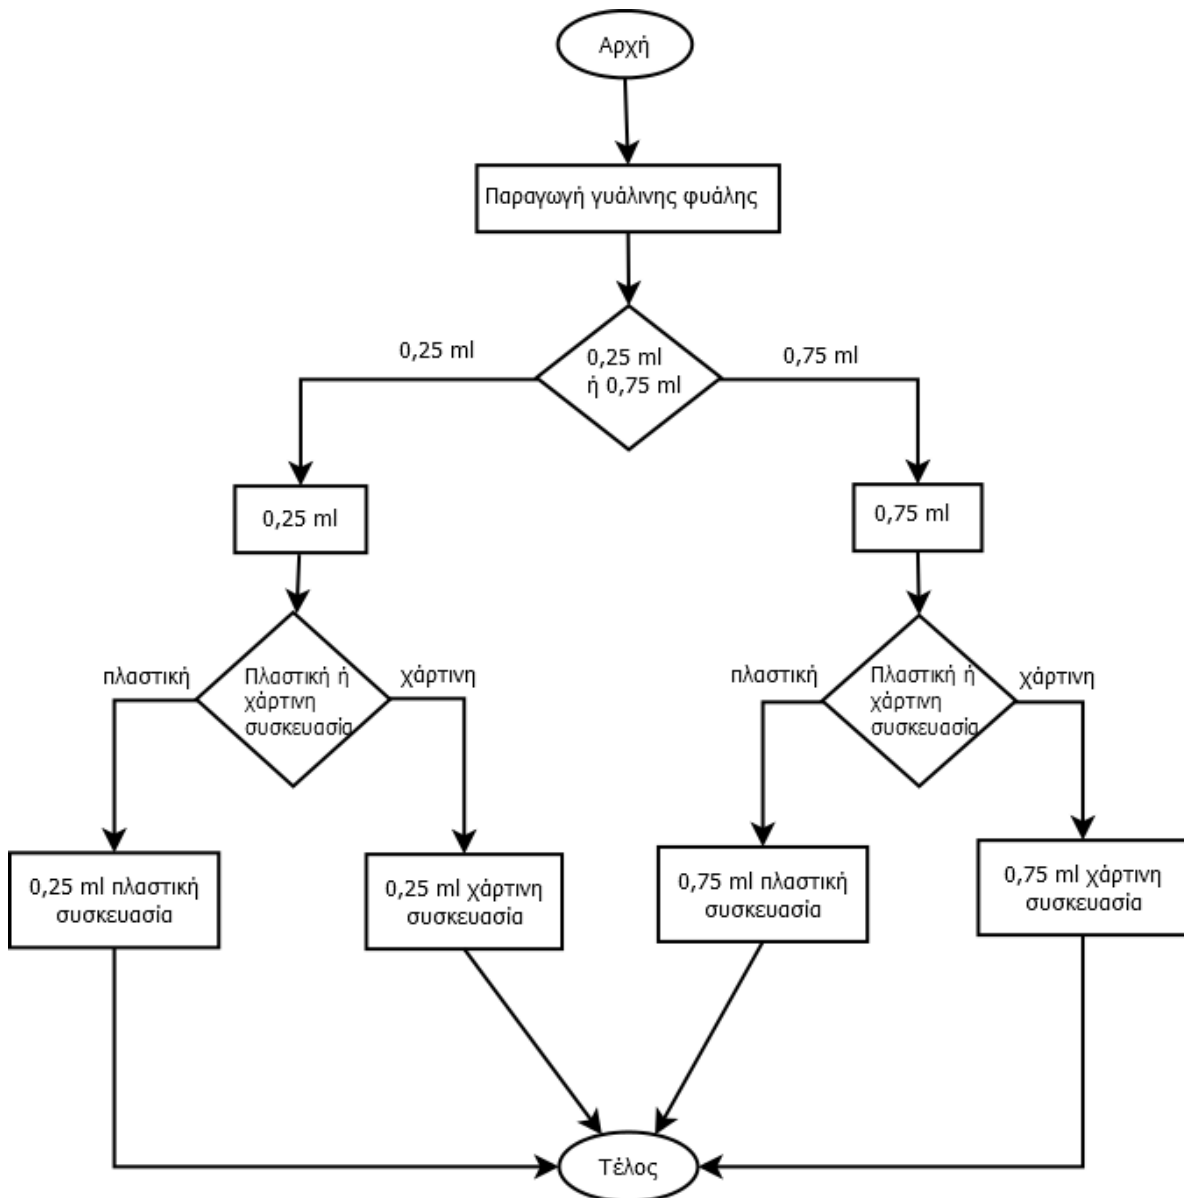 Αρχή
Παραγωγή γυάλινης φυάλης
0,25 ml
0,25 ml
ή 0,75 ml
0,75 ml
0,25 ml
0,75 ml
πλαστική
Πλαστική ή
χάρτινη
συσκευασία
χάρτινη
πλαστική
Πλαστική ή
χάρτινη
συσκευασία
χάρτινη
0,25 ml πλαστική
συσκευασία
0,25 ml χάρτινη
συσκευασία
0,75 ml πλαστική
συσκευασία
0,75 ml χάρτινη
συσκευασία
Τέλος